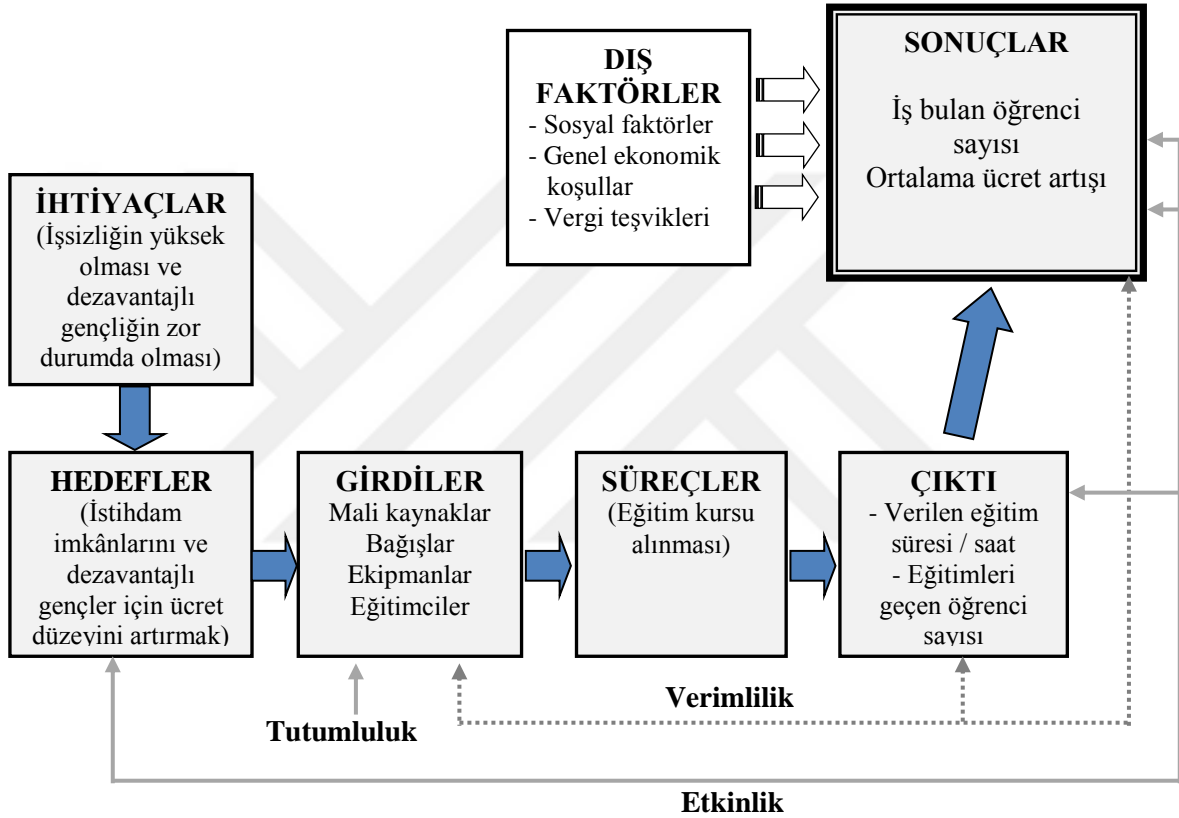 DIŞ
FAKTÖRLER
- Sosyal faktörler
- Genel ekonomik
koşullar
- Vergi teşvikleri
SONUÇLAR
İş bulan öğrenci
sayısı
Ortalama ücret artışı
İHTİYAÇLAR
(İşsizliğin yüksek
olması ve
dezavantajlı
gençliğin zor
durumda olması)
HEDEFLER
(İstihdam
imkânlarını ve
dezavantajlı
gençler için ücret
düzeyini artırmak)
GİRDİLER
Mali kaynaklar
Bağışlar
Ekipmanlar
Eğitimciler
SÜREÇLER
(Eğitim kursu
alınması)
ÇIKTI
- Verilen eğitim
süresi / saat
- Eğitimleri
geçen öğrenci
sayısı
Verimlilik
Tutumluluk
Etkinlik